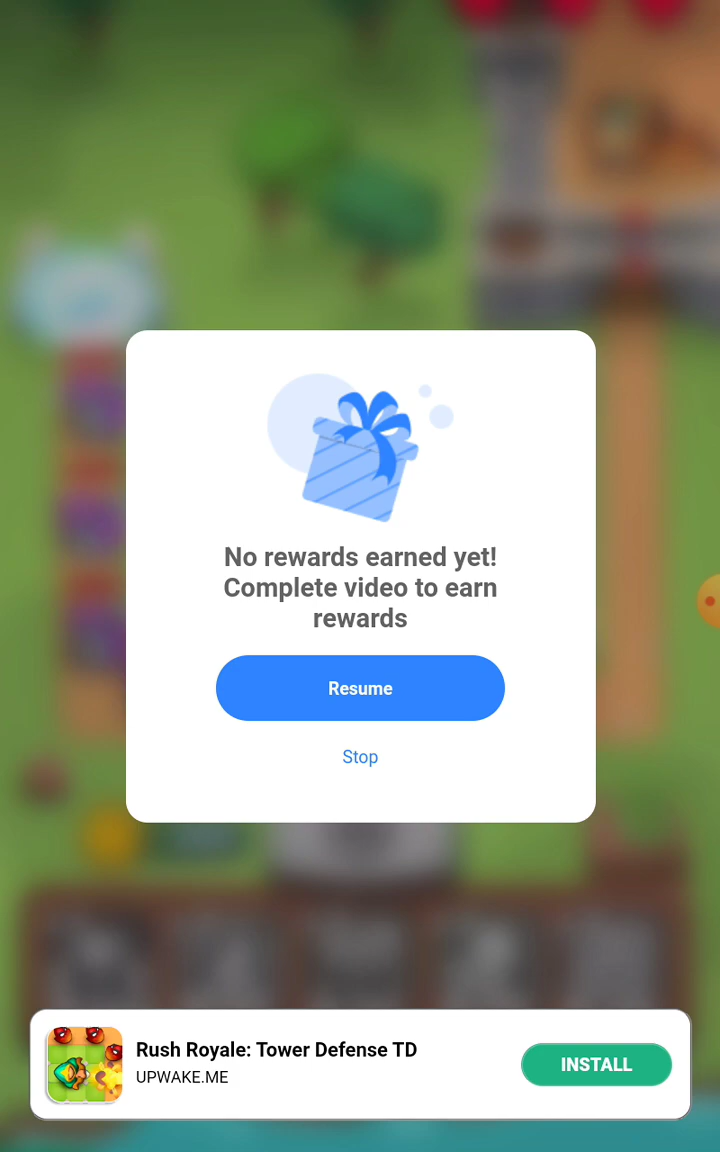 No rewards earned yet!
Complete video to earn
rewards
Resume
Stop
Rush Royale: Tower Defense TD
UPWAKE.ME
INSTALL